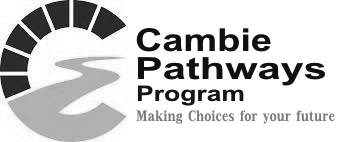 Cambie
Pathways
Program
Making Choices for your future